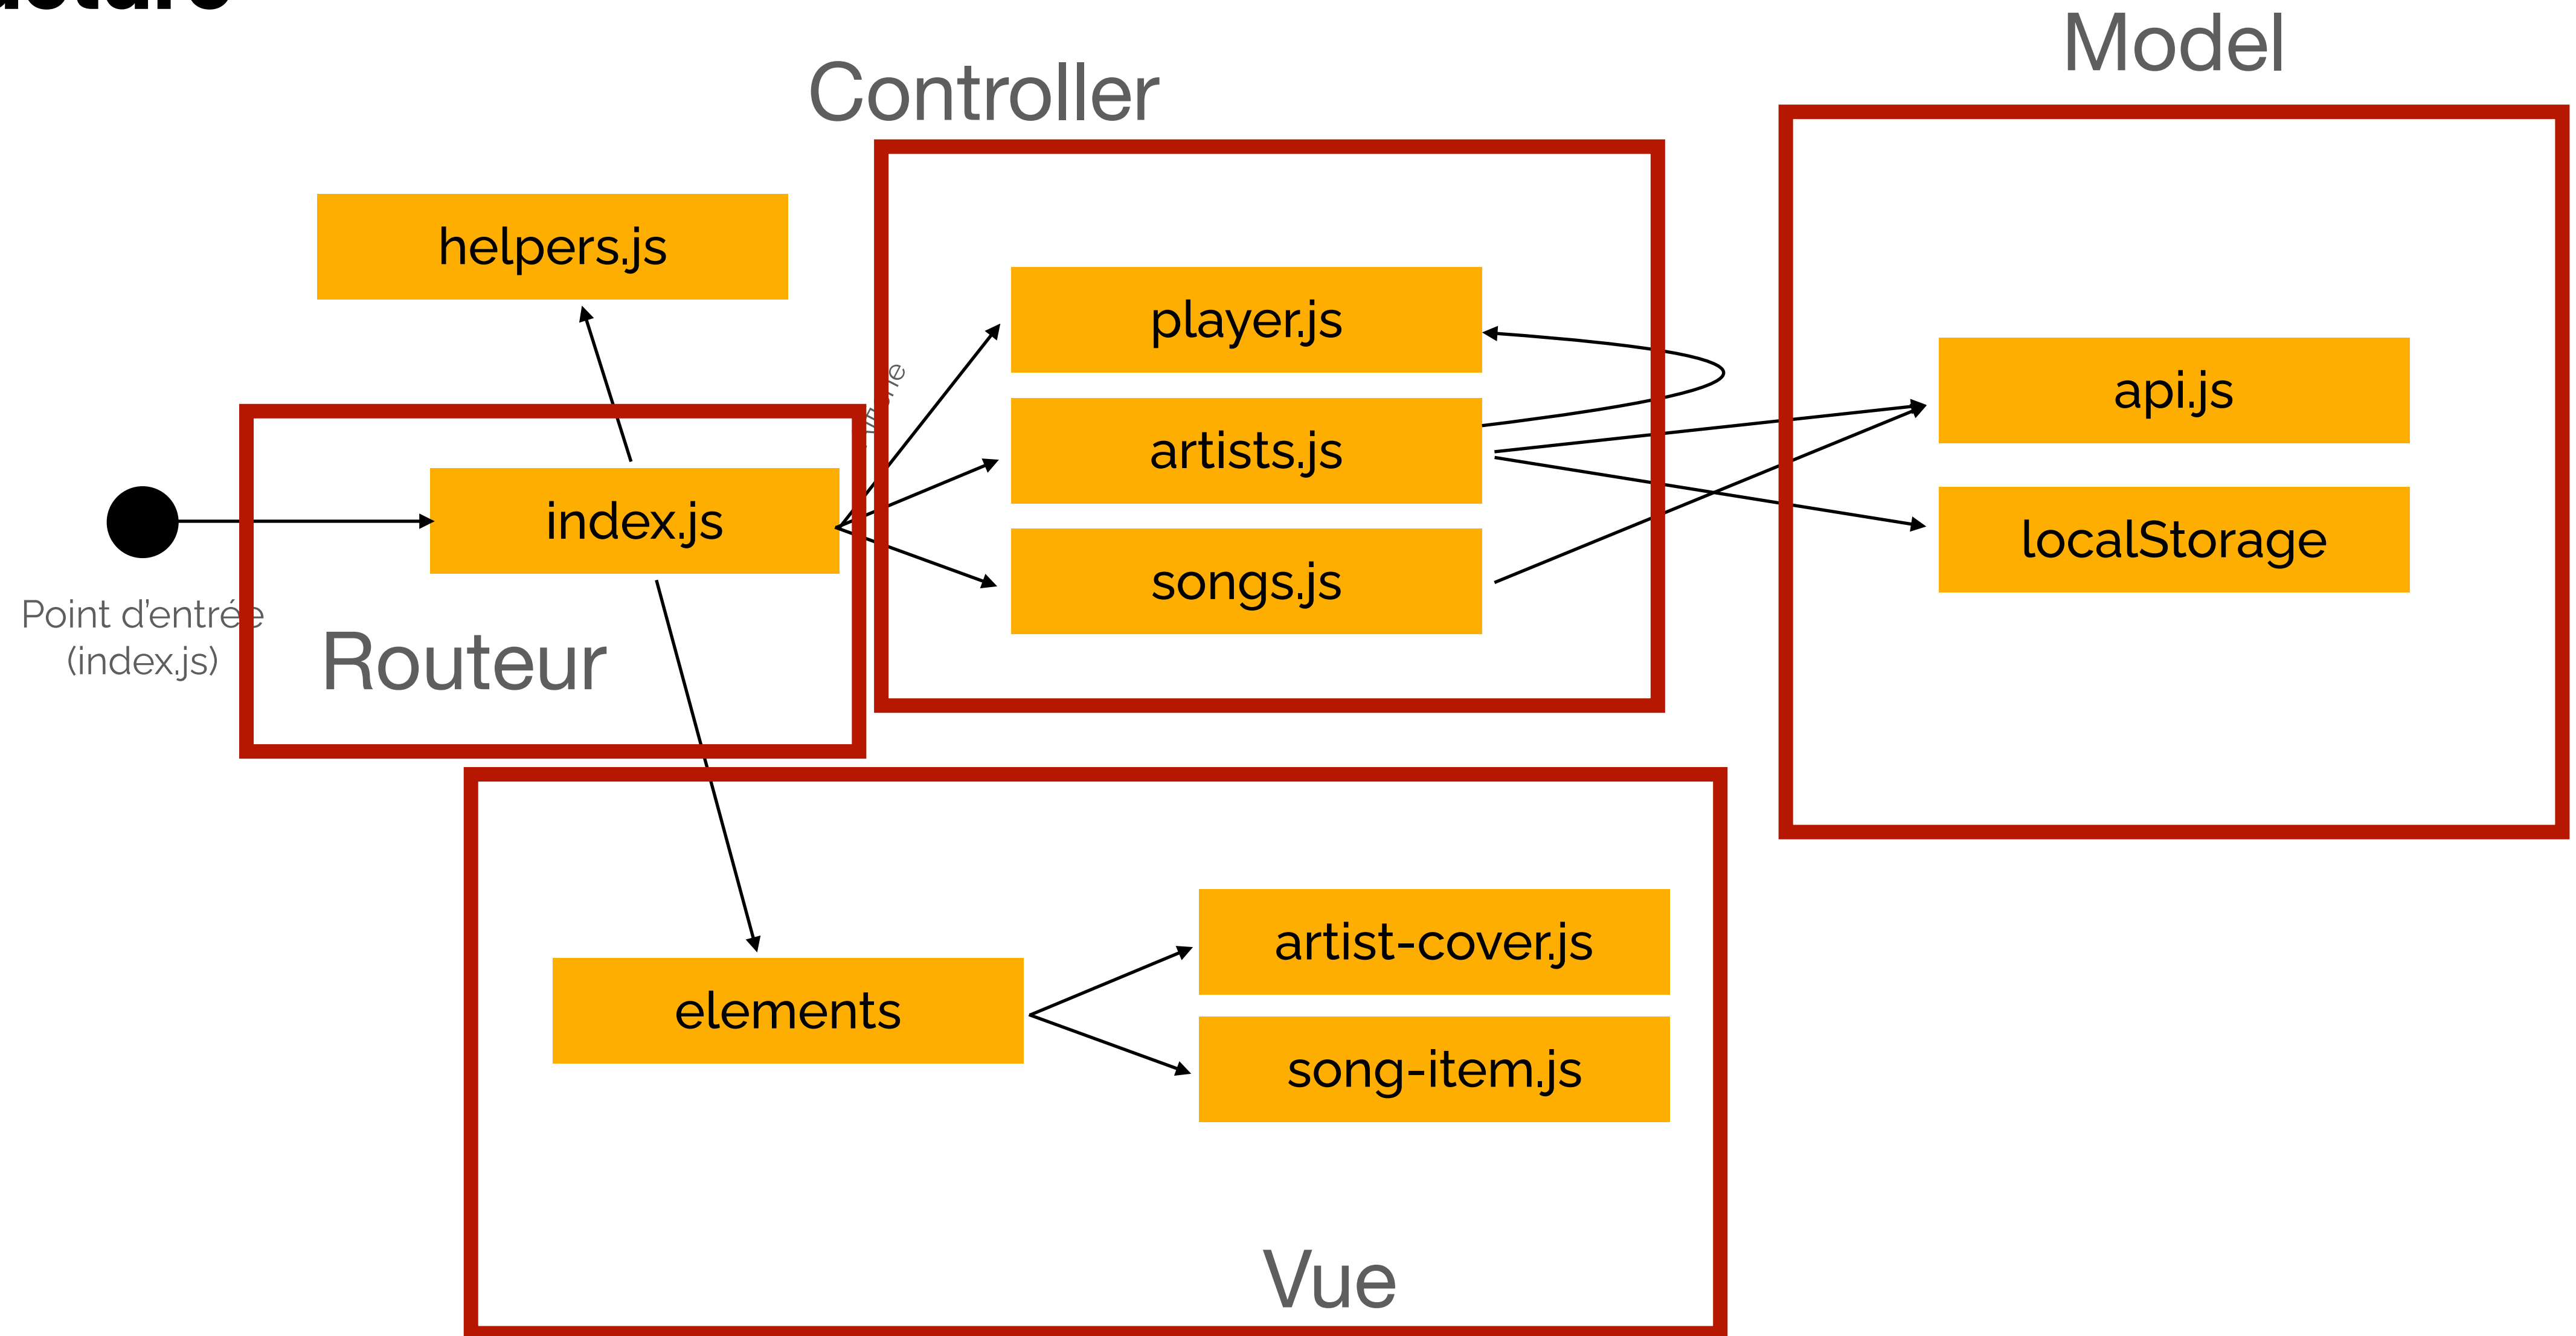 Model
Controller
helpers.js
player.js
api.js
artists.js
index.js
localStorage
songs.js
Point d'entrée
(index.js)
Routeur
artist-cover.js
elements
song-item.js
Vue